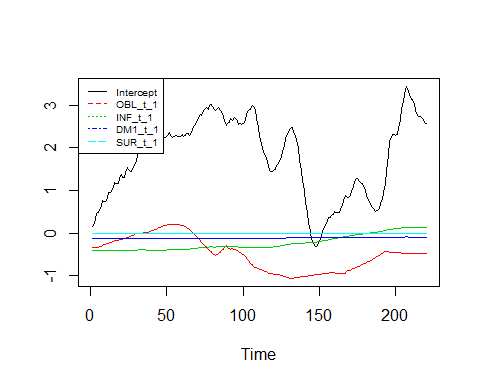 Intercept
OBL_t_1
INF_t_1
DM1_t_1
SUR_t_1
3
2
1
0
-1
0 50 100 150 200
Time